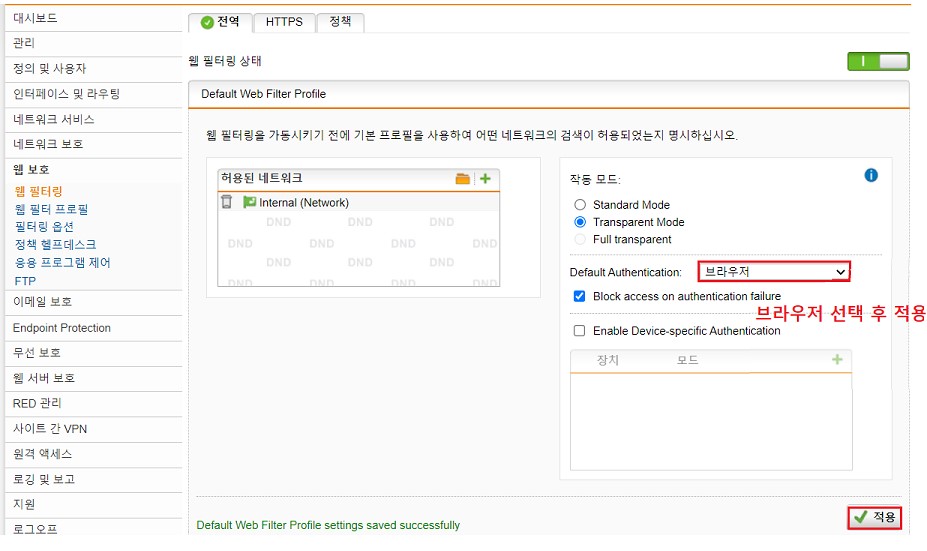 대시보드
관리
정의 및 사용자
인터페이스 및 라우팅
네트워크 서비스
네트워크 보호
웹 보호
웹 필터링
웹 필터 프로필
필터링 옵션
정책 헬프데스크
응용 프로그램 제어
FTP
이메일 보호
Endpoint Protection
무선 보호
웹 서버 보호
RED 관리
사이트 간 VPN
원격 액세스
로깅 및 보고
지원
로그오프
전역 HTTPS 정책
웹 필터링 상태
Default Web Filter Profile
웹 필터링을 가동시키기 전에 기본 프로필을 사용하여 어떤 네트워크의 검색이 허용되었는지 명시하십시오.
허용된 네트워크
Internal (Network)
DND DND DND
DND DND DND DND
DND DND DND
DND DND DND DND
작동 모드:
Standard Mode
Transparent Mode
Full transparent
Default Authentication: 브라우저
Block access on authentication failure
브라우저 선택 후 적용
Enable Device-specific Authentication
장치 모드
Default Web Filter Profile settings saved successfully
적용